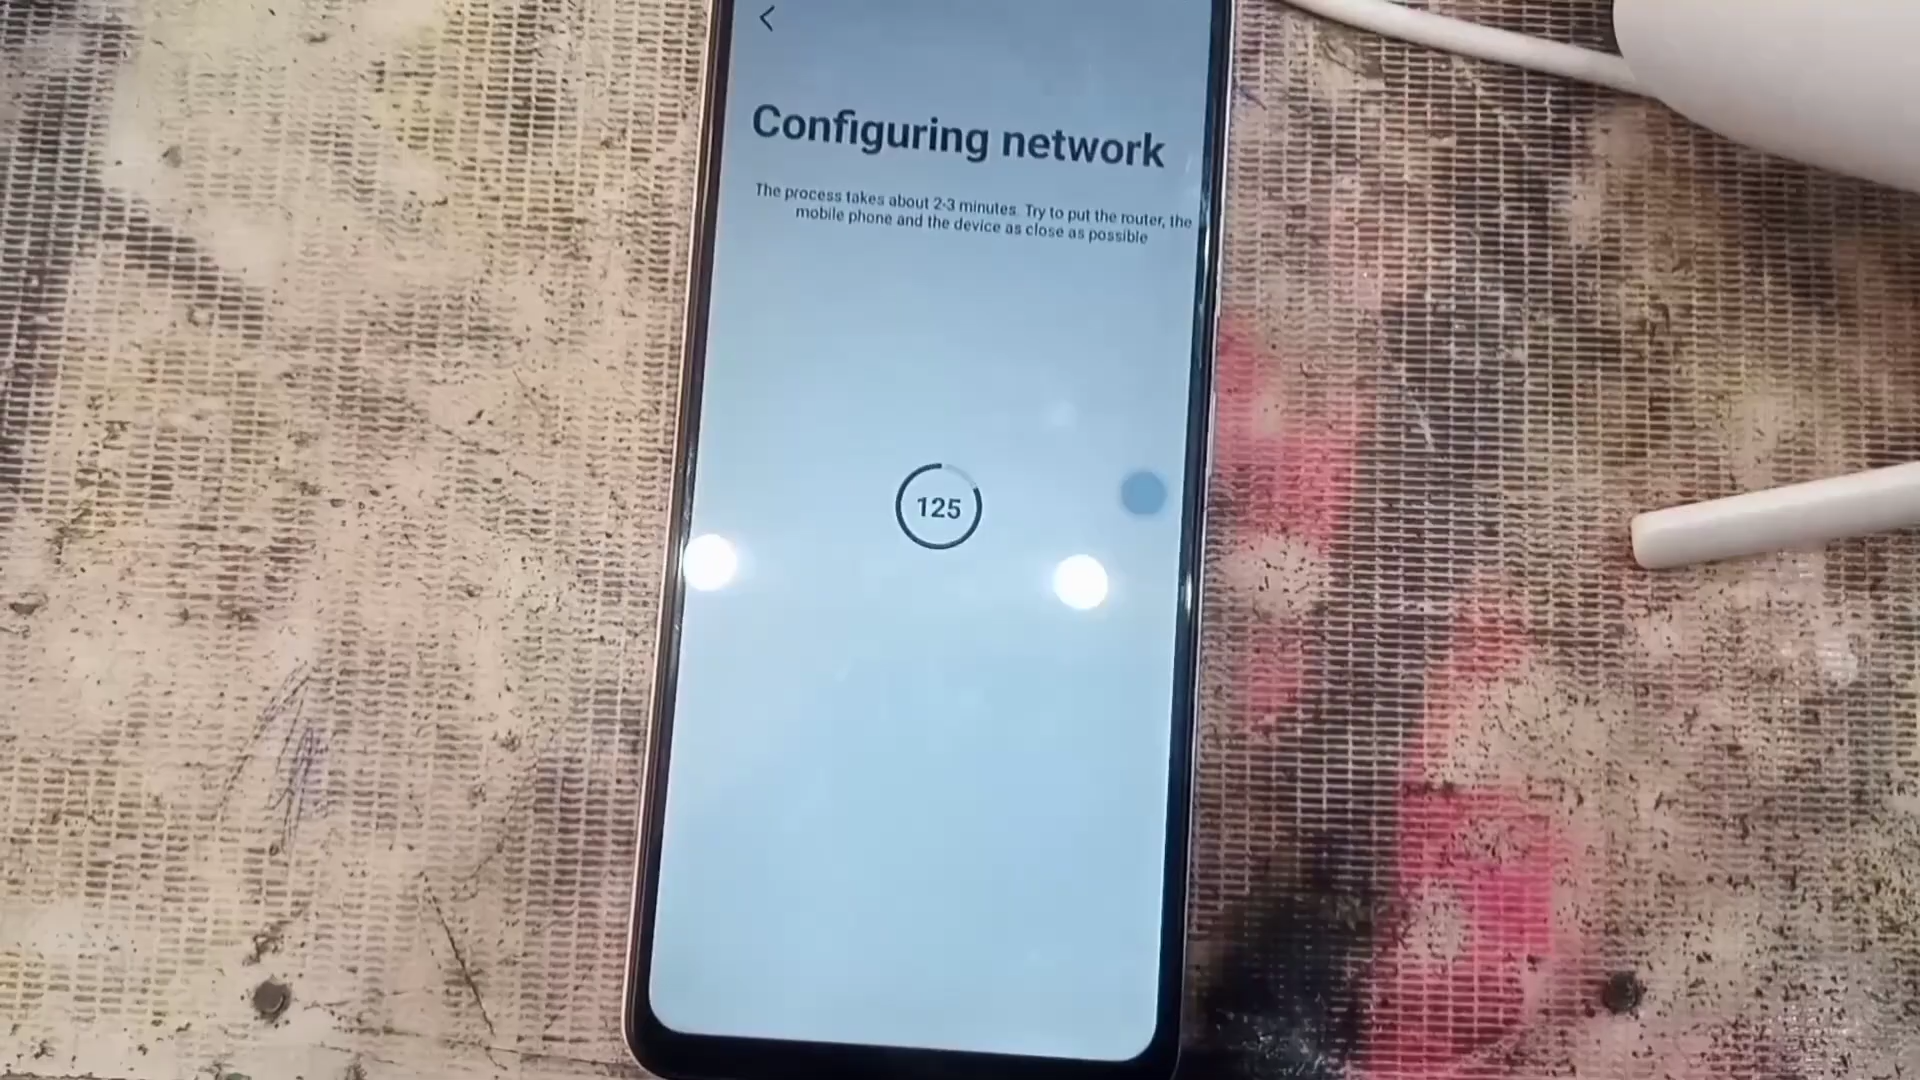 Configuring network
The process takes about 2-3 minutes. Try to put the router, the
mobile phone and the device as close as possible
125